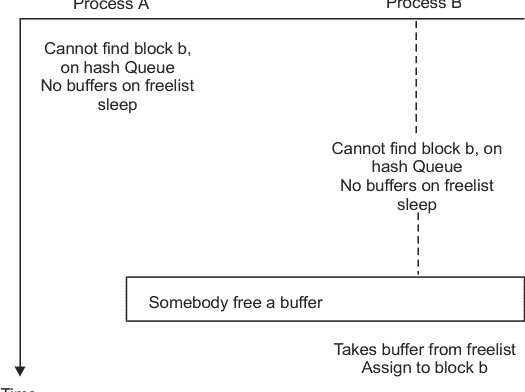 Process A
Process B
Cannot find block b,
on hash Queue
No buffers on freelist
sleep
Cannot find block b, on
hash Queue
No buffers on freelist
sleep
Somebody free a buffer
Takes buffer from freelist
Assign to block b
Time